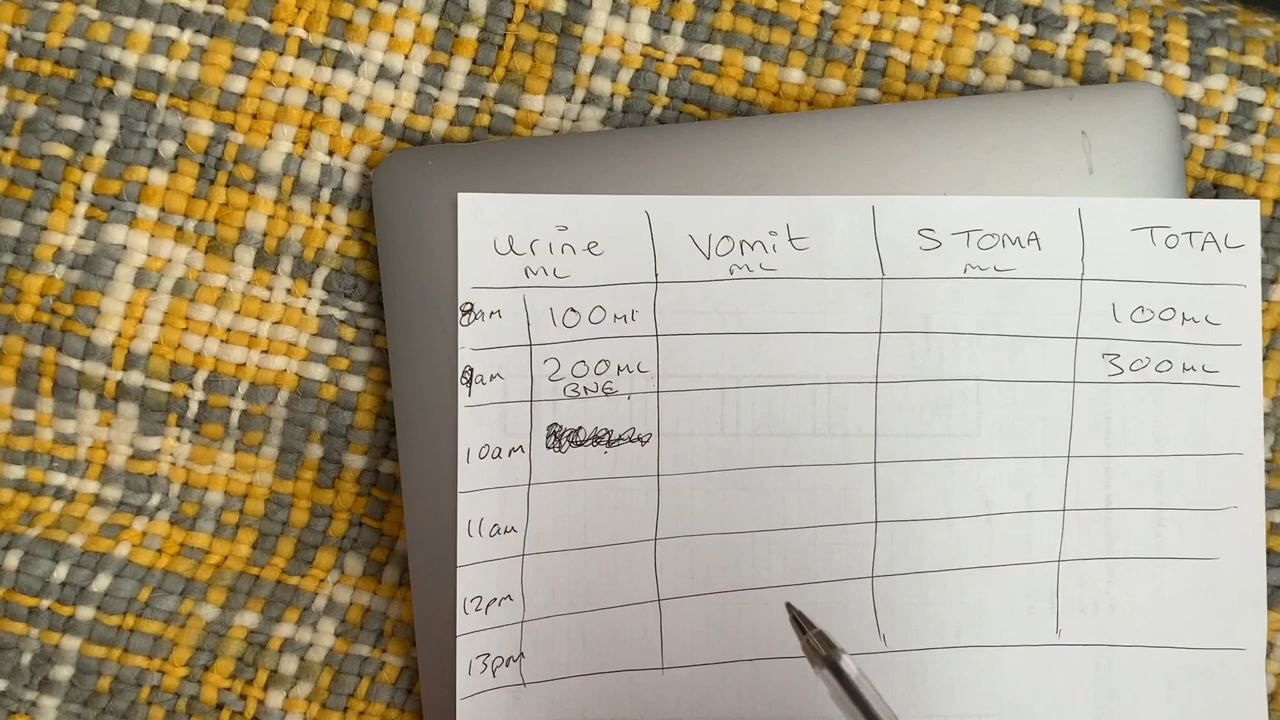 Urine VOMIT STOMA TOTAL
ML ML ML
8am 100ML 100ML
9am 200ML 300ML
BNE.
10am
11am
12pm
13pm